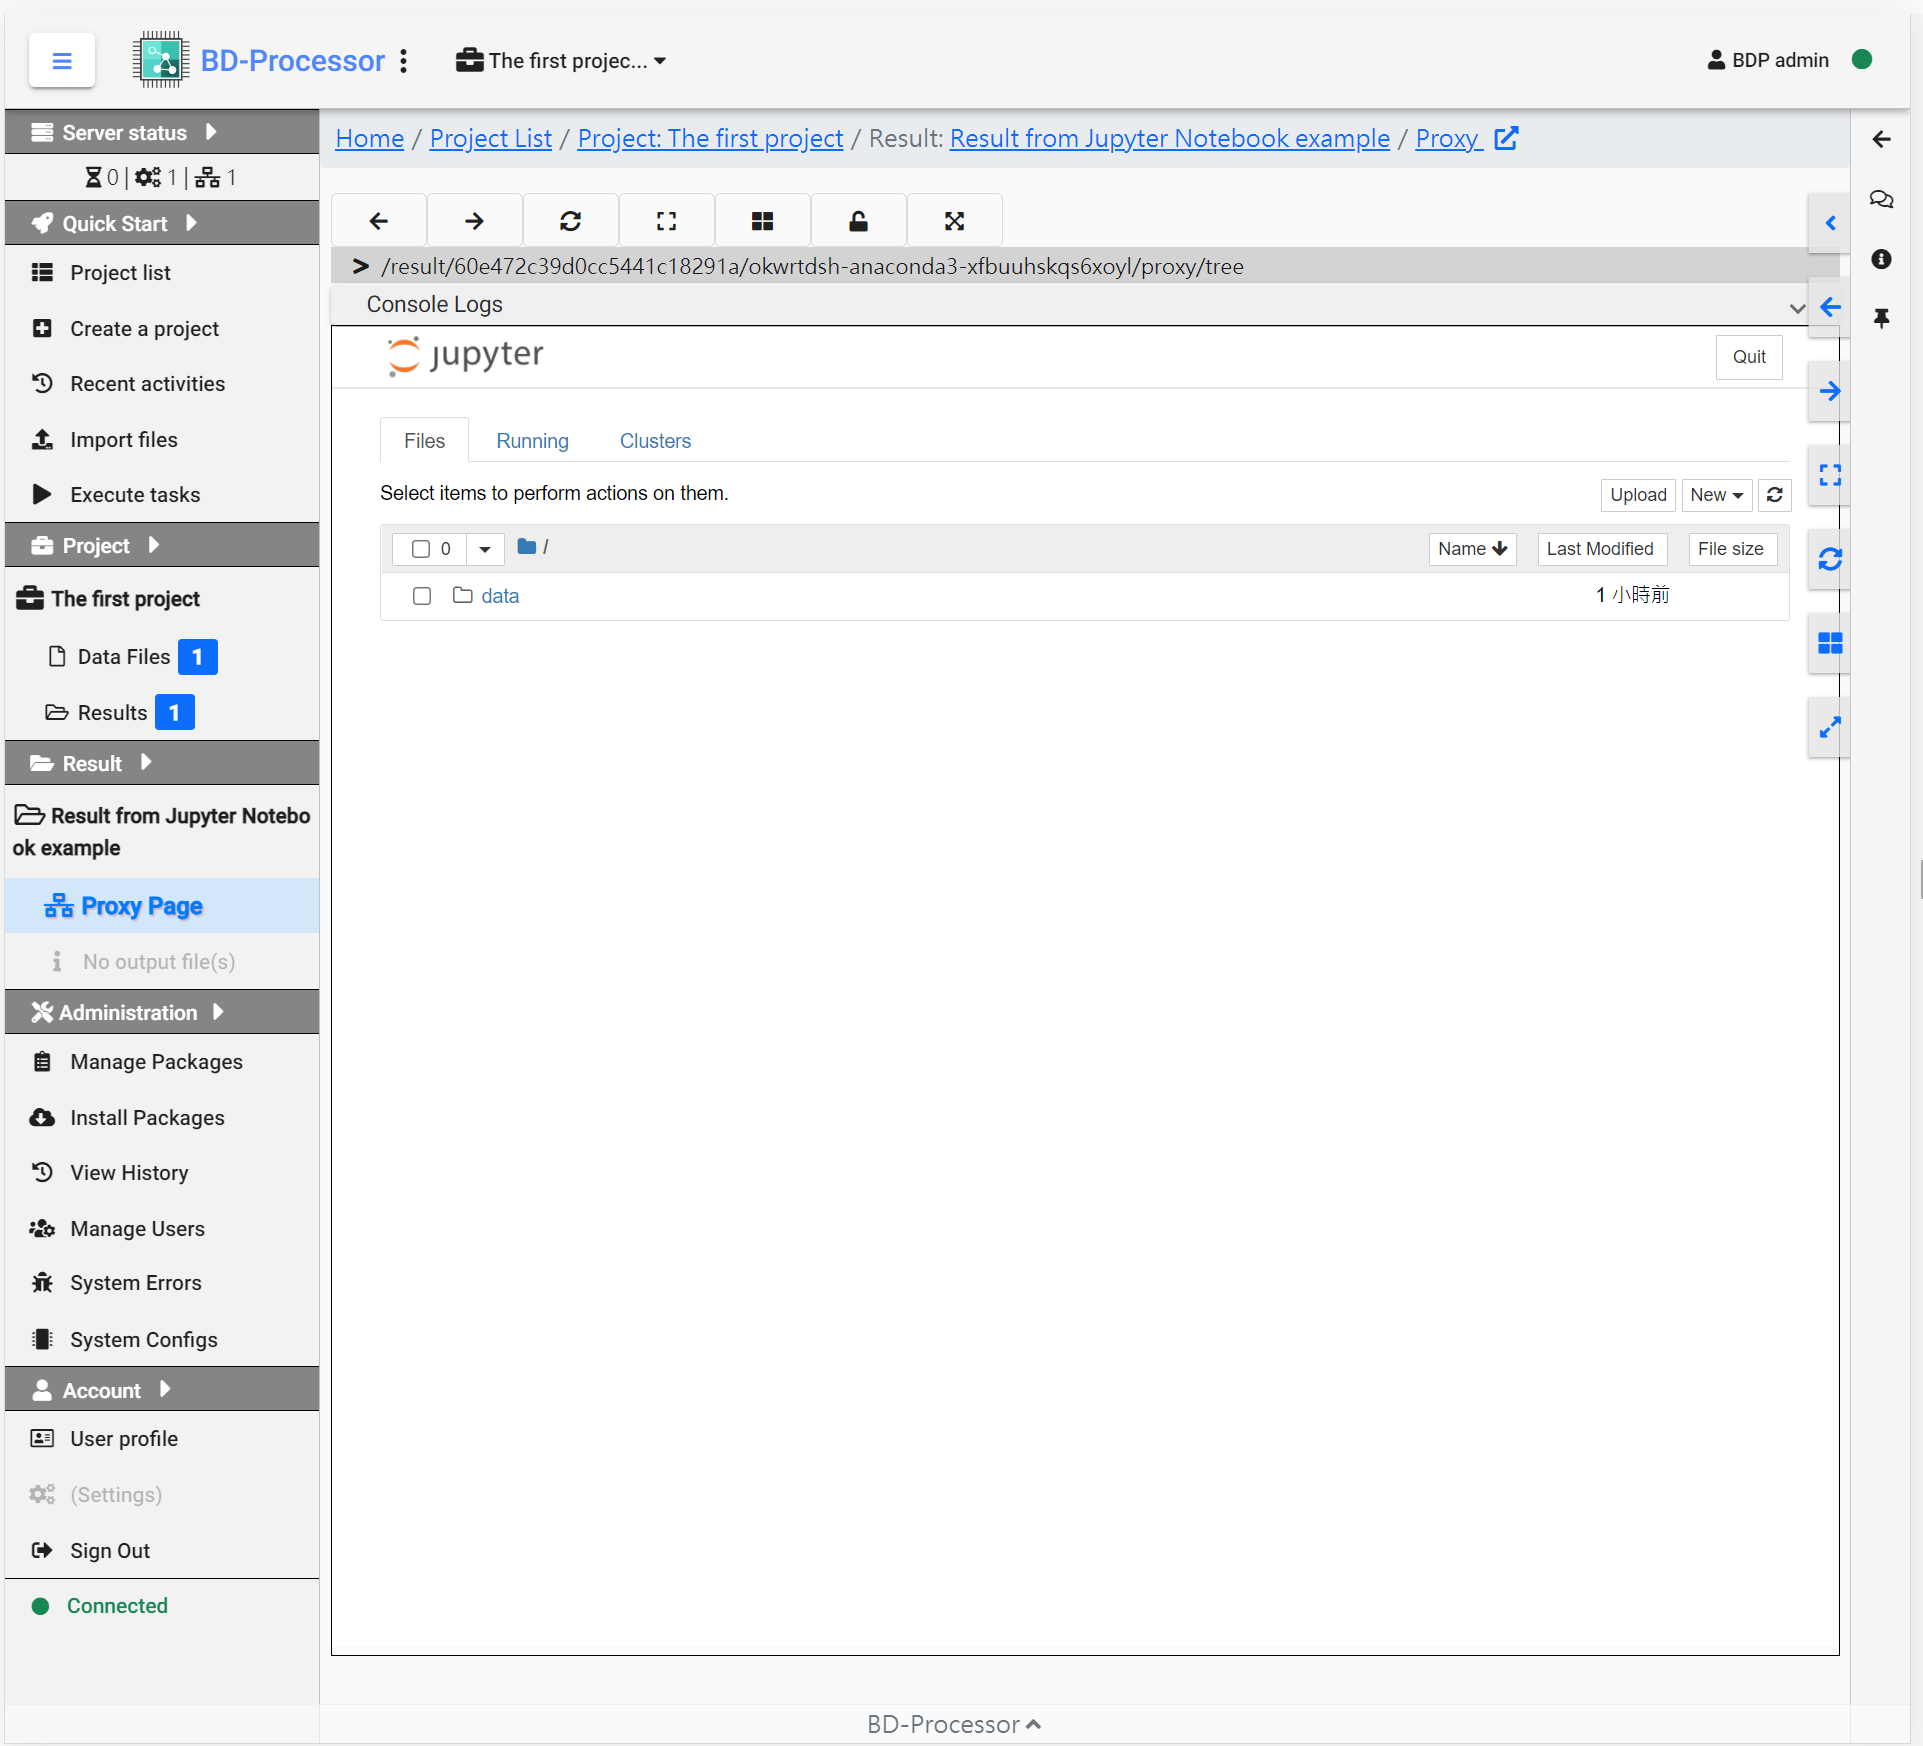 BD-Processor
The first projec...
BDP admin
Server status
0 | 1 | 1
Quick Start
Project list
Create a project
Recent activities
Import files
Execute tasks
Project
The first project
Data Files 1
Results 1
Result
Result from Jupyter Notebo
ok example
Proxy Page
No output file(s)
Administration
Manage Packages
Install Packages
View History
Manage Users
System Errors
System Configs
Account
User profile
(Settings)
Sign Out
Connected
Home / Project List / Project: The first project / Result: Result from Jupyter Notebook example / Proxy
/result/60e472c39d0cc5441c18291a/okwrtdsh-anaconda3-xfbuuhskqs6xoyl/proxy/tree
Console Logs
jupyter
Quit
Files Running Clusters
Select items to perform actions on them.
Upload New
0 / Name Last Modified File size
data 1 小時前
BD-Processor